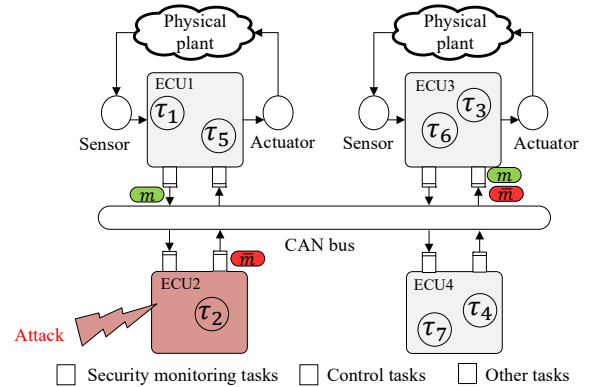 Physical
plant
Physical
plant
ECU1
τ1
τ5
Sensor
Actuator
ECU3
τ3
τ6
Sensor
Actuator
m
m
m̅
CAN bus
m̅
ECU2
τ2
Attack
ECU4
τ4
τ7
Security monitoring tasks
Control tasks
Other tasks